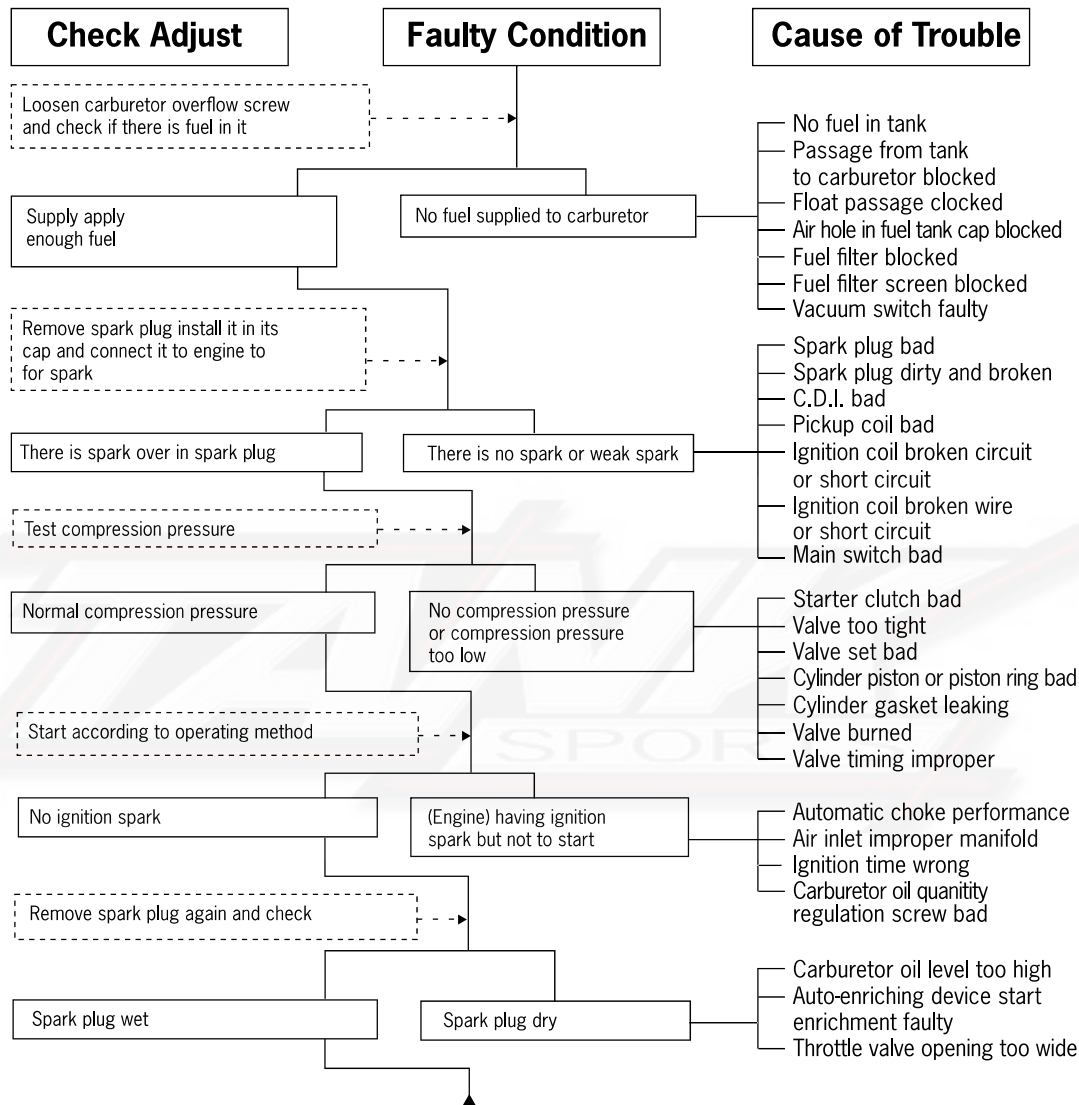 Check Adjust
Faulty Condition
Cause of Trouble
Loosen carburetor overflow screw
and check if there is fuel in it
Supply apply
enough fuel
No fuel supplied to carburetor
No fuel in tank
Passage from tank
to carburetor blocked
Float passage clocked
Air hole in fuel tank cap blocked
Fuel filter blocked
Fuel filter screen blocked
Vacuum switch faulty
Remove spark plug install it in its
cap and connect it to engine to
for spark
There is spark over in spark plug
There is no spark or weak spark
Spark plug bad
Spark plug dirty and broken
C.D.I. bad
Pickup coil bad
Ignition coil broken circuit
or short circuit
Ignition coil broken wire
or short circuit
Main switch bad
Test compression pressure
Normal compression pressure
No compression pressure
or compression pressure
too low
Starter clutch bad
Valve too tight
Valve set bad
Cylinder piston or piston ring bad
Cylinder gasket leaking
Valve burned
Valve timing improper
Start according to operating method
No ignition spark
(Engine) having ignition
spark but not to start
Automatic choke performance
Air inlet improper manifold
Ignition time wrong
Carburetor oil quanitity
regulation screw bad
Remove spark plug again and check
Spark plug wet
Spark plug dry
Carburetor oil level too high
Auto-enriching device start
enrichment faulty
Throttle valve opening too wide